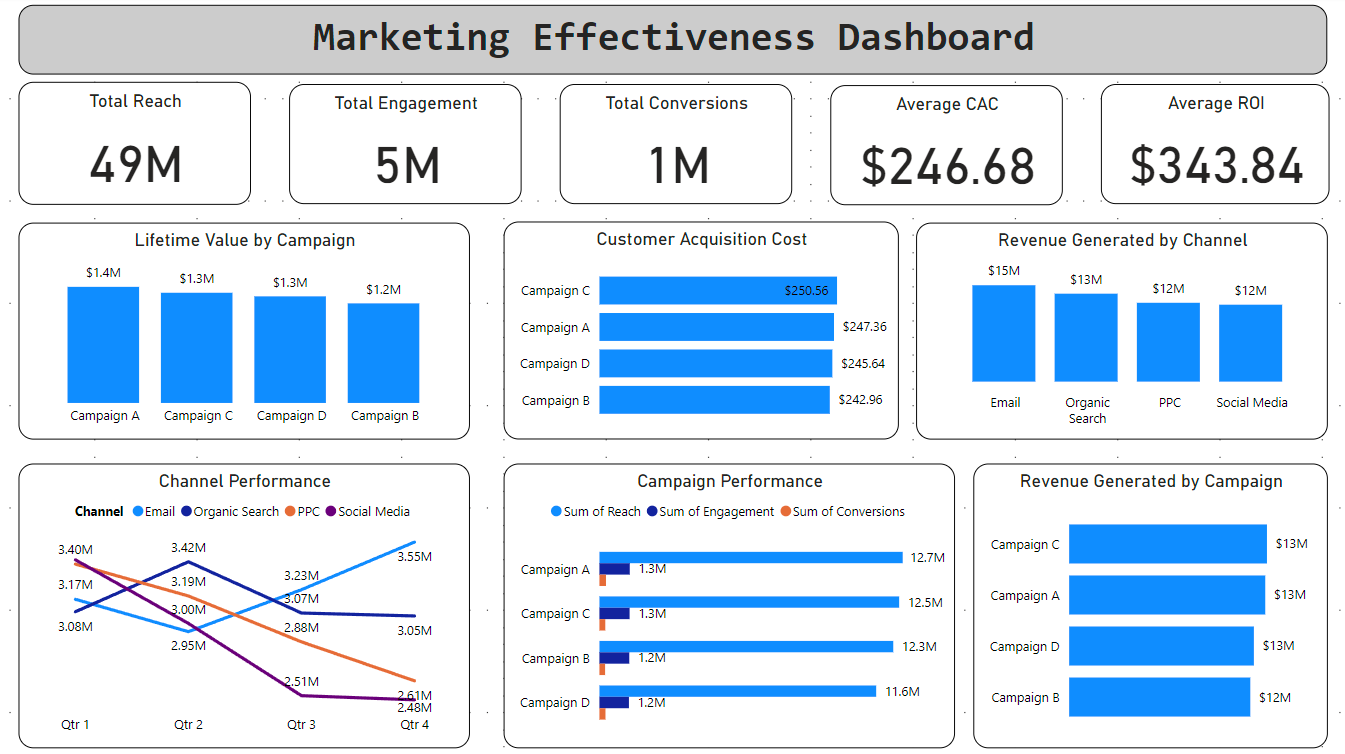 Marketing Effectiveness Dashboard
Total Reach
49M
Total Engagement
5M
Total Conversions
1M
Average CAC
$246.68
Average ROI
$343.84
Lifetime Value by Campaign
$1.4M
$1.3M
$1.3M
$1.2M
Campaign A
Campaign C
Campaign D
Campaign B
Customer Acquisition Cost
Campaign C $250.56
Campaign A $247.36
Campaign D $245.64
Campaign B $242.96
Revenue Generated by Channel
$15M
$13M
$12M
$12M
Email
Organic
Search
PPC
Social Media
Channel Performance
Channel Email Organic Search PPC Social Media
3.40M
3.17M
3.08M
3.42M
3.19M
3.00M
2.95M
3.23M
3.07M
2.88M
2.51M
3.55M
3.05M
2.61M
2.48M
Qtr 1
Qtr 2
Qtr 3
Qtr 4
Campaign Performance
Sum of Reach Sum of Engagement Sum of Conversions
Campaign A
12.7M
1.3M
Campaign C
12.5M
1.3M
Campaign B
12.3M
1.2M
Campaign D
11.6M
1.2M
Revenue Generated by Campaign
Campaign C $13M
Campaign A $13M
Campaign D $13M
Campaign B $12M